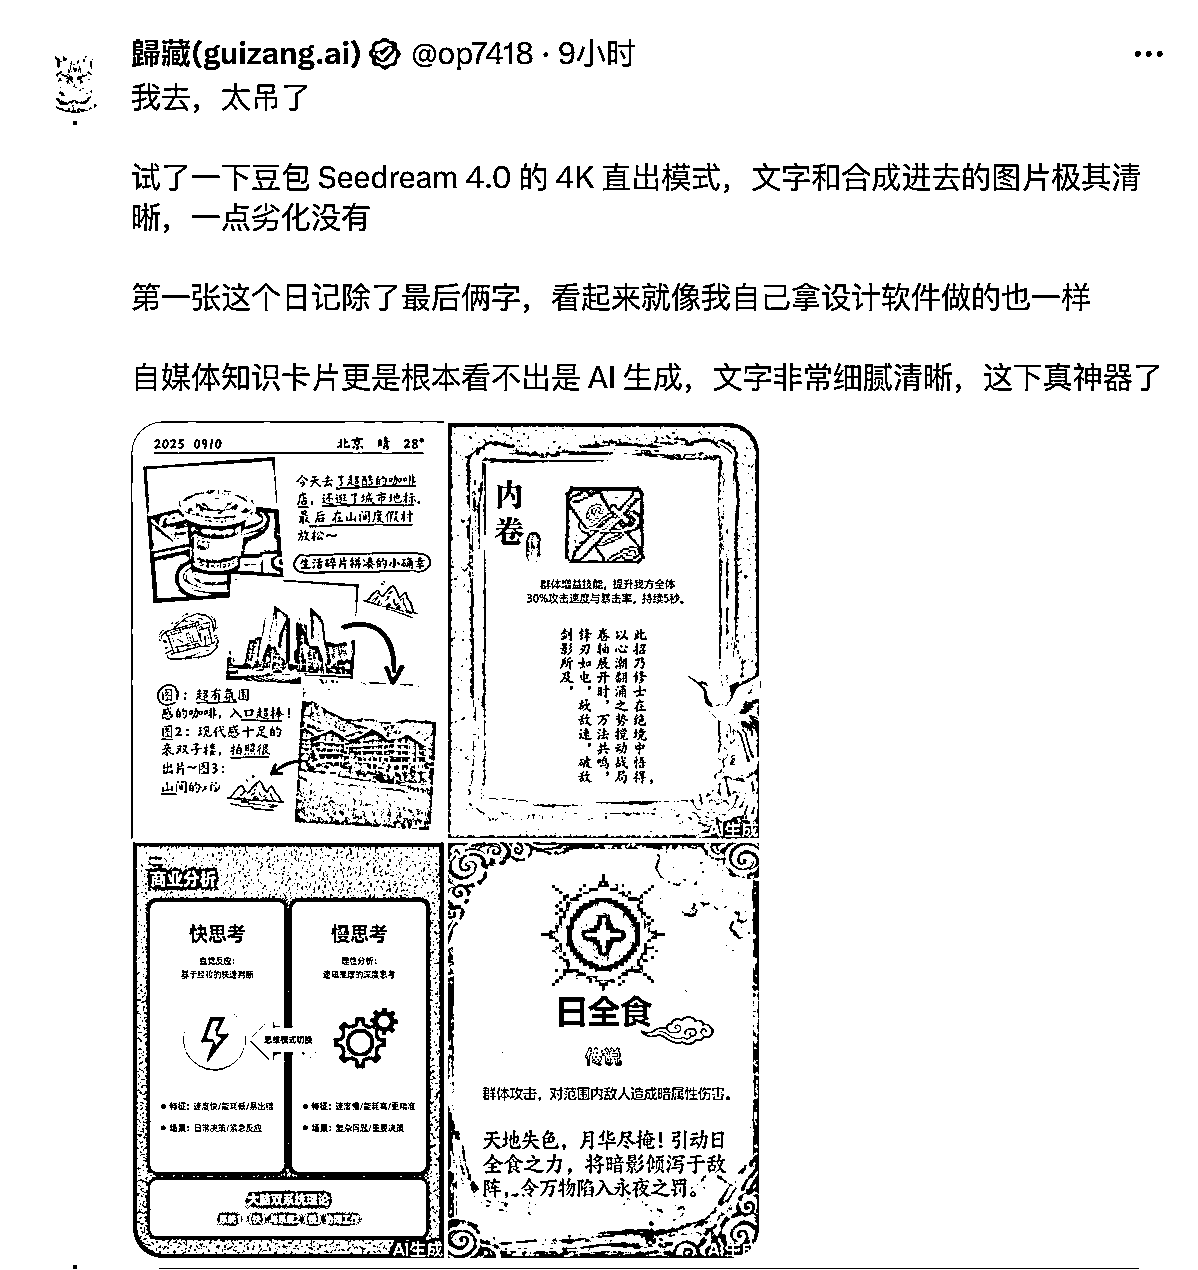 歸藏(guizang.ai) @op7418 · 9小时
我去，太吊了
试了一下豆包 Seedream 4.0 的 4K 直出模式，文字和合成进去的图片极其清
晰，一点劣化没有
第一张这个日记除了最后俩字，看起来就像我自己拿设计软件做的也一样
自媒体知识卡片更是根本看不出是 AI 生成，文字非常细腻清晰，这下真神器了
2025 0910 北京 晴 28°
今天去了超酷的咖啡
店，还逛了城市地标，
最后在山间度假村
放松~
生活碎片拼凑的小确幸
图1：超有氛围
感的咖啡，入口超棒！
图2：现代感十足的
来双子楼，拍照很
出片~图3：
山间的
内卷
群体增益技能，提升我方全体
30%攻击速度与暴击率，持续5秒。
此招乃修士在绝境中悟得，
以心潮翻涌之势搅动战局
卷轴展开时，万法共鸣，
锋刃如电，故敌速，破敌
剑影所及，
AI生成
商业分析
快思考
直觉反应：
基于经验的快速判断
慢思考
理性分析：
逻辑推理的深度思考
思维模式切换
特征：速度快/能耗低/易出错
场景：日常决策/紧急反应
特征：速度慢/能耗高/更精准
场景：复杂问题/重要决策
大脑双系统理论
AI生成
日全食
传说
群体攻击，对范围内敌人造成暗属性伤害。
天地失色，月华尽掩！引动日
全食之力，将暗影倾泻于敌
阵，令万物陷入永夜之罚。
AI生成